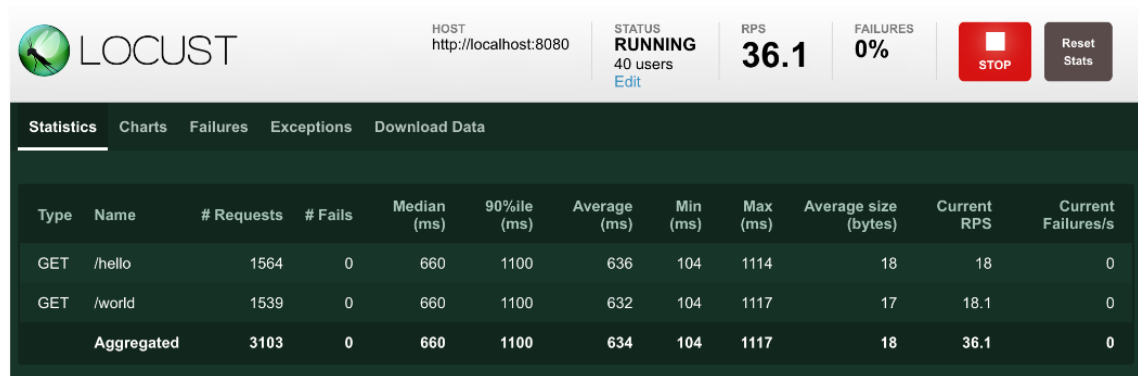 LOCUST
HOST
http://localhost:8080
STATUS
RUNNING
40 users
Edit
RPS
36.1
FAILURES
0%
STOP
Reset
Stats
Statistics Charts Failures Exceptions Download Data
Type Name # Requests # Fails Median (ms) 90%ile (ms) Average (ms) Min (ms) Max (ms) Average size (bytes) Current RPS Current Failures/s
GET /hello 1564 0 660 1100 636 104 1114 18 18 0
GET /world 1539 0 660 1100 632 104 1117 17 18.1 0
Aggregated 3103 0 660 1100 634 104 1117 18 36.1 0